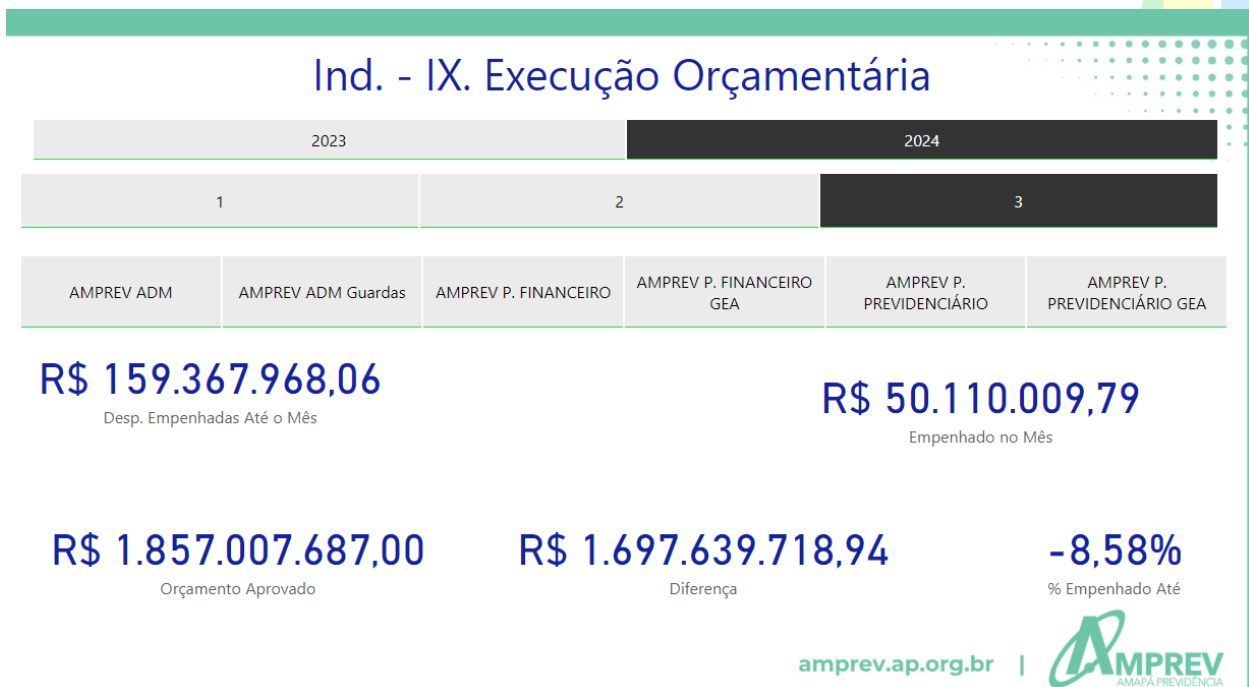 Ind. - IX. Execução Orçamentária
2023
2024
1
2
3
AMPREV ADM
AMPREV ADM Guardas
AMPREV P. FINANCEIRO
AMPREV P. FINANCEIRO
GEA
AMPREV P.
PREVIDENCIÁRIO
AMPREV P.
PREVIDENCIÁRIO GEA
R$ 159.367.968,06
Desp. Empenhadas Até o Mês
R$ 50.110.009,79
Empenhado no Mês
R$ 1.857.007.687,00
Orçamento Aprovado
R$ 1.697.639.718,94
Diferença
-8,58%
% Empenhado Até
amprev.ap.org.br |
AMPREV
AMAPÁ PREVIDÊNCIA